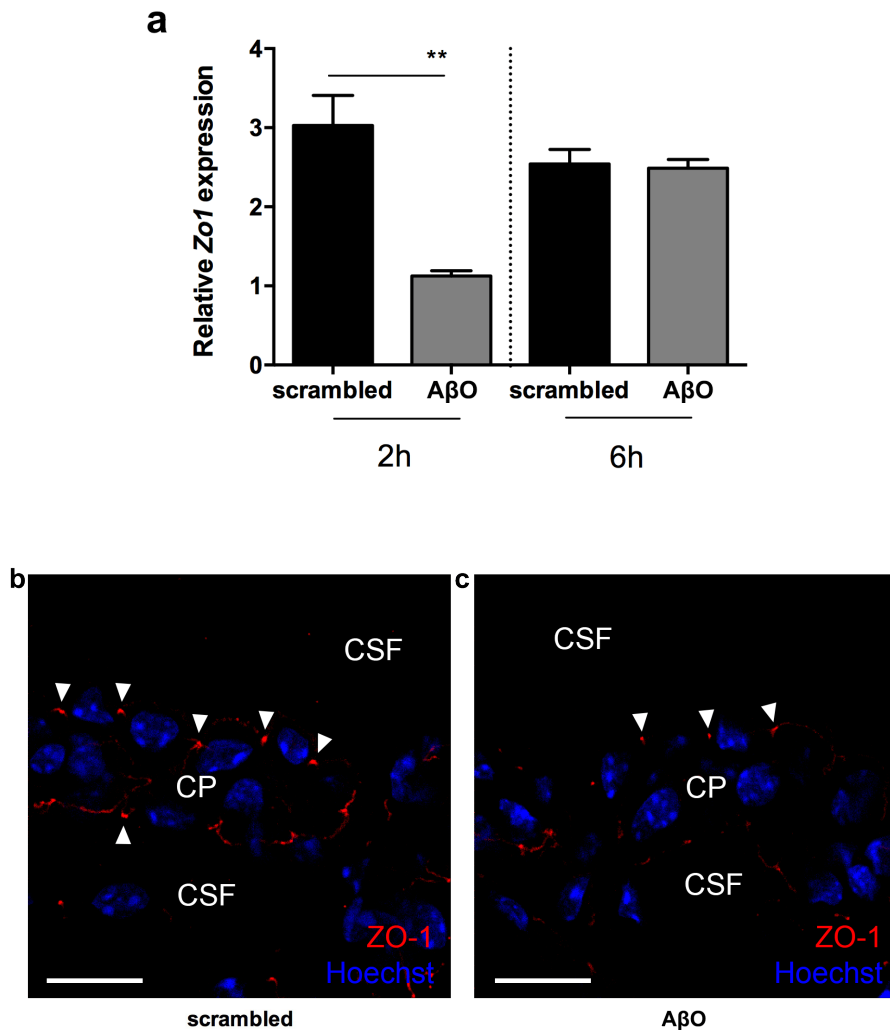 a
Relative Zo1 expression
4
3
2
1
0
**
scrambled AβO scrambled AβO
2h 6h
b c
CSF CSF
CP CP
CSF CSF
ZO-1 ZO-1
Hoechst Hoechst
scrambled AβO